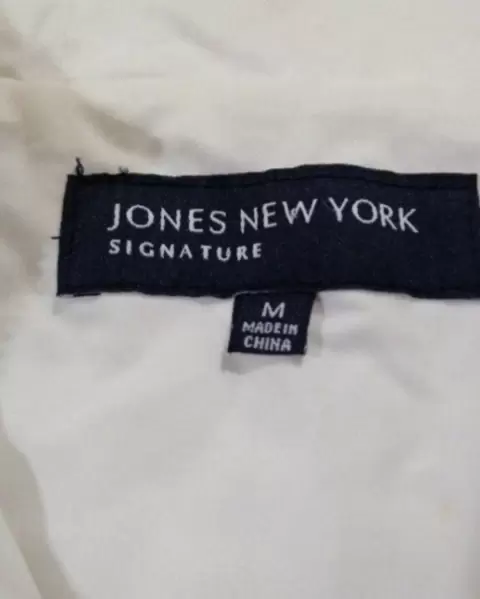 JONES NEW YORK
SIGNATURE
M
MADE IN
CHINA